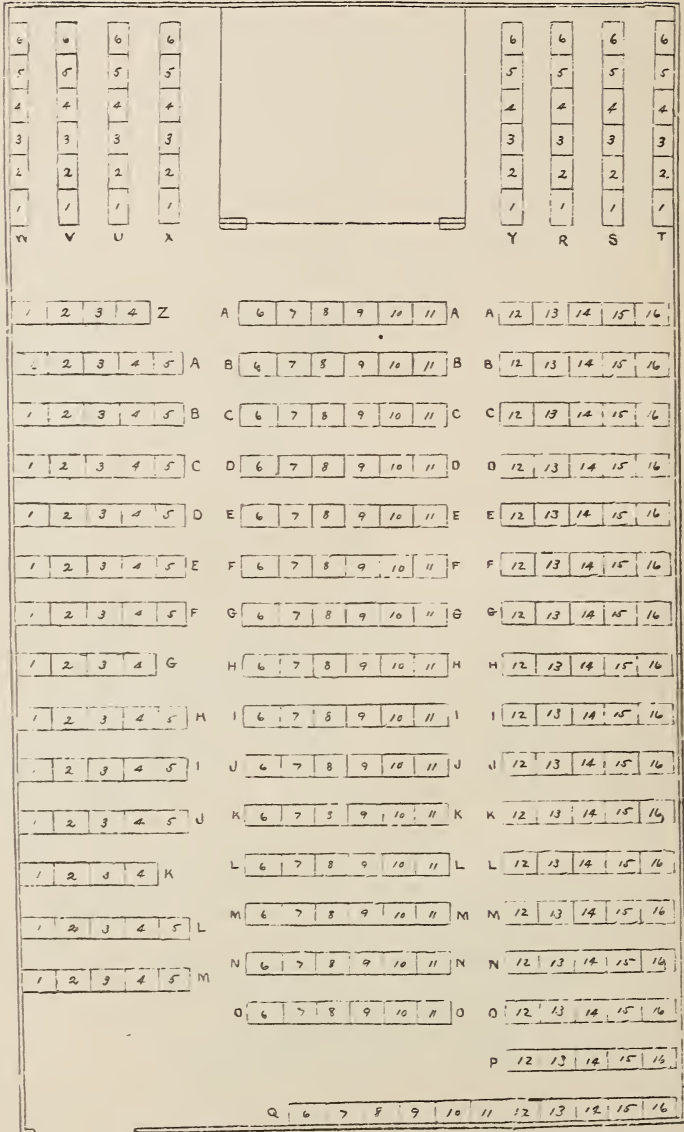 6 6 6 6 6 6 6 6
5 5 5 5 5 5 5 5
4 4 4 4 4 4 4 4
3 3 3 3 3 3 3 3
2 2 2 2 2 2 2 2
1 1 1 1 1 1 1 1
W V U X Y R S T
1 2 3 4 Z A 6 7 8 9 10 11 A A 12 13 14 15 16
2 3 4 5 A B 6 7 8 9 10 11 B B 12 13 14 15 16
1 2 3 4 5 B C 6 7 8 9 10 11 C C 12 13 14 15 16
1 2 3 4 5 C D 6 7 8 9 10 11 D D 12 13 14 15 16
1 2 3 4 5 D E 6 7 8 9 10 11 E E 12 13 14 15 16
1 2 3 4 5 E F 6 7 8 9 10 11 F F 12 13 14 15 16
1 2 3 4 5 F G 6 7 8 9 10 11 G G 12 13 14 15 16
1 2 3 4 G H 6 7 8 9 10 11 H H 12 13 14 15 16
1 2 3 4 5 H I 6 7 8 9 10 11 I I 12 13 14 15 16
2 3 4 5 I J 6 7 8 9 10 11 J J 12 13 14 15 16
1 2 3 4 5 J K 6 7 8 9 10 11 K K 12 13 14 15 16
1 2 3 4 K L 6 7 8 9 10 11 L L 12 13 14 15 16
1 2 3 4 5 L M 6 7 8 9 10 11 M M 12 13 14 15 16
1 2 3 4 5 M N 6 7 8 9 10 11 N N 12 13 14 15 16
O 6 7 8 9 10 11 O O 12 13 14 15 16
P 12 13 14 15 16
Q 6 7 8 9 10 11 12 13 14 15 16